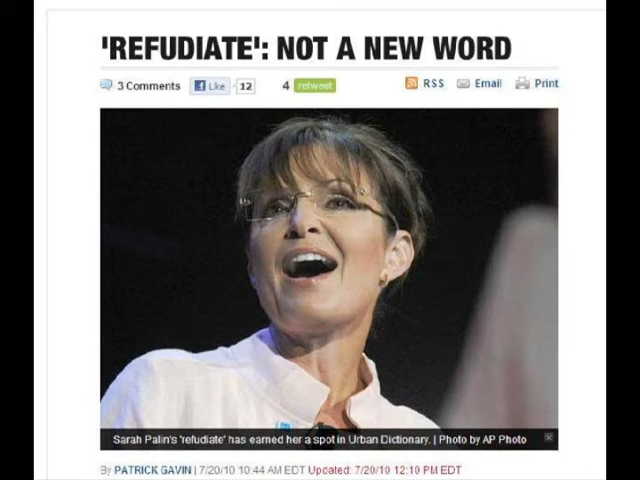 'REFUDIATE': NOT A NEW WORD
3 Comments Like 12 4 retweet RSS Email Print
Sarah Palin's 'refudiate' has earned her a spot in Urban Dictionary. | Photo by AP Photo
By PATRICK GAVIN | 7/20/10 10:44 AM EDT Updated: 7/20/10 12:10 PM EDT